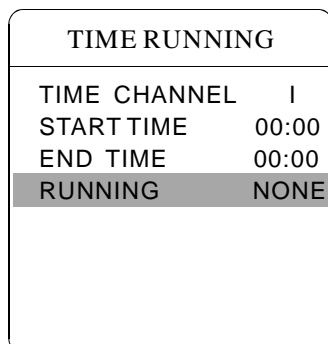 TIME RUNNING
TIME CHANNEL I
START TIME 00:00
END TIME 00:00
RUNNING NONE